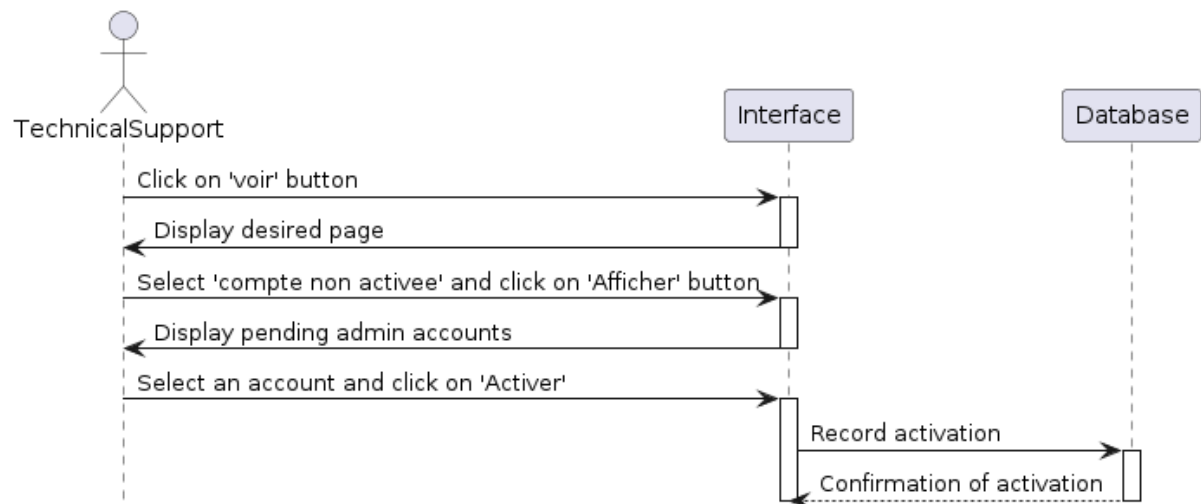 TechnicalSupport
Interface
Database
Click on 'voir' button
Display desired page
Select 'compte non activee' and click on 'Afficher' button
Display pending admin accounts
Select an account and click on 'Activer'
Record activation
Confirmation of activation